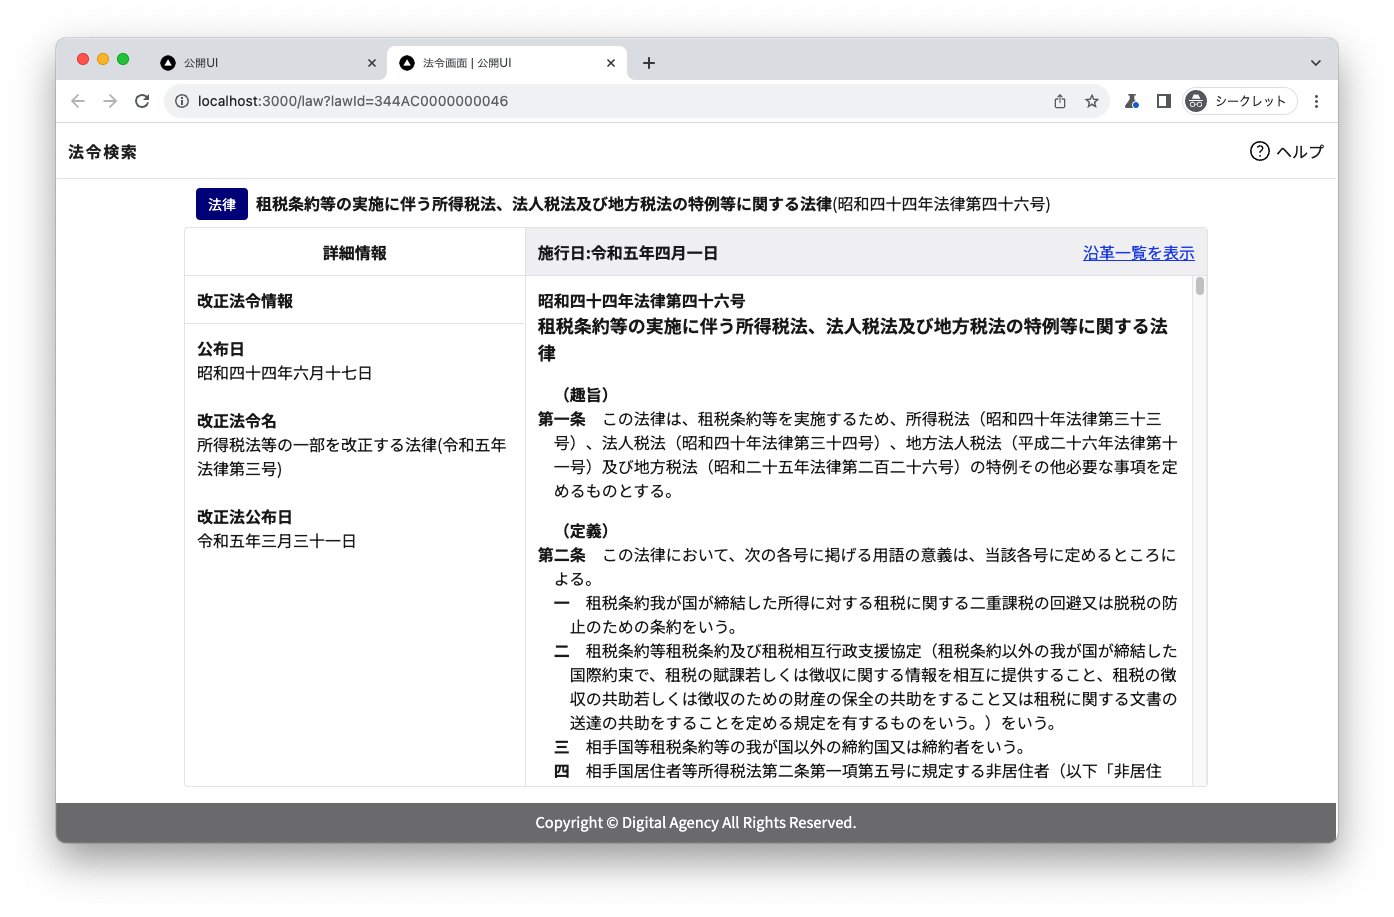 公開UI
法令画面 | 公開UI
localhost:3000/law?lawId=344AC0000000046
シークレット
法令検索
ヘルプ
法律 租税条約等の実施に伴う所得税法、法人税法及び地方税法の特例等に関する法律(昭和四十四年法律第四十六号)
詳細情報
改正法令情報
公布日
昭和四十四年六月十七日
改正法令名
所得税法等の一部を改正する法律(令和五年
法律第三号)
改正法公布日
令和五年三月三十一日
施行日:令和五年四月一日
沿革一覧を表示
昭和四十四年法律第四十六号
租税条約等の実施に伴う所得税法、法人税法及び地方税法の特例等に関する法
律
（趣旨）
第一条　この法律は、租税条約等を実施するため、所得税法（昭和四十年法律第三十三
号）、法人税法（昭和四十年法律第三十四号）、地方法人税法（平成二十六年法律第十
一号）及び地方税法（昭和二十五年法律第二百二十六号）の特例その他必要な事項を定
めるものとする。
（定義）
第二条　この法律において、次の各号に掲げる用語の意義は、当該各号に定めるところに
よる。
一　租税条約我が国が締結した所得に対する租税に関する二重課税の回避又は脱税の防
止のための条約をいう。
二　租税条約等租税条約及び租税相互行政支援協定（租税条約以外の我が国が締結した
国際約束で、租税の賦課若しくは徴収に関する情報を相互に提供すること、租税の徴
収の共助若しくは徴収のための財産の保全の共助をすること又は租税に関する文書の
送達の共助をすることを定める規定を有するものをいう。）をいう。
三　相手国等租税条約等の我が国以外の締約国又は締約者をいう。
四　相手国居住者等所得税法第二条第一項第五号に規定する非居住者（以下「非居住
Copyright © Digital Agency All Rights Reserved.